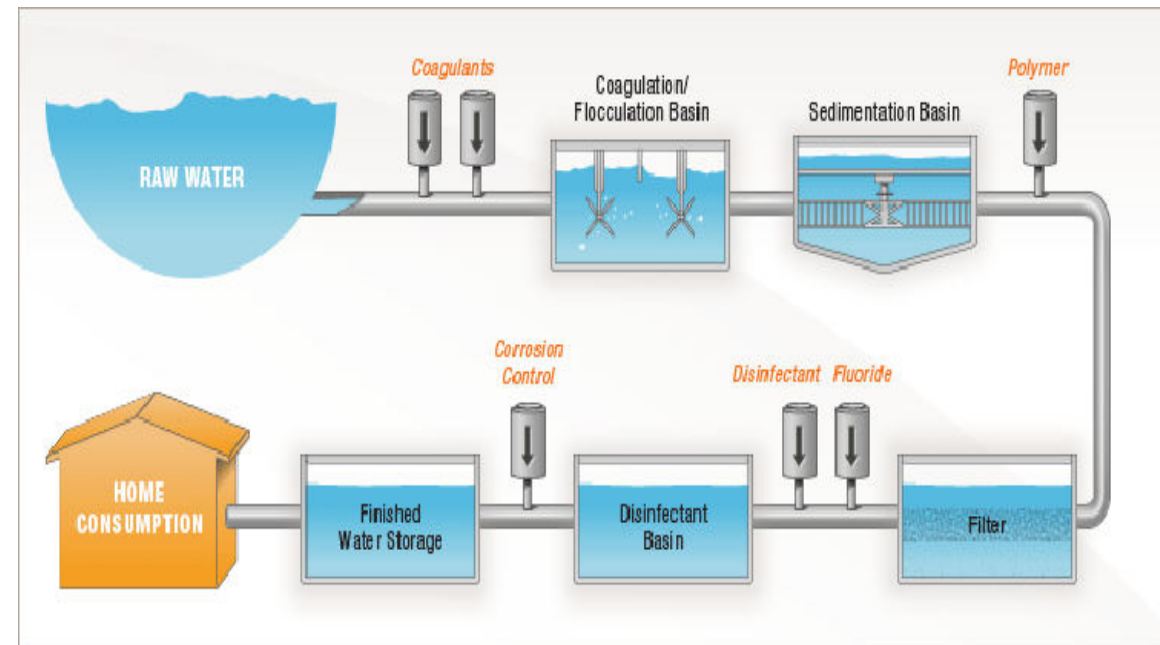 Coagulants
Coagulation/
Flocculation Basin
Sedimentation Basin
Polymer
RAW WATER
Corrosion
Control
Disinfectant Fluoride
HOME
CONSUMPTION
Finished
Water Storage
Disinfectant
Basin
Filter